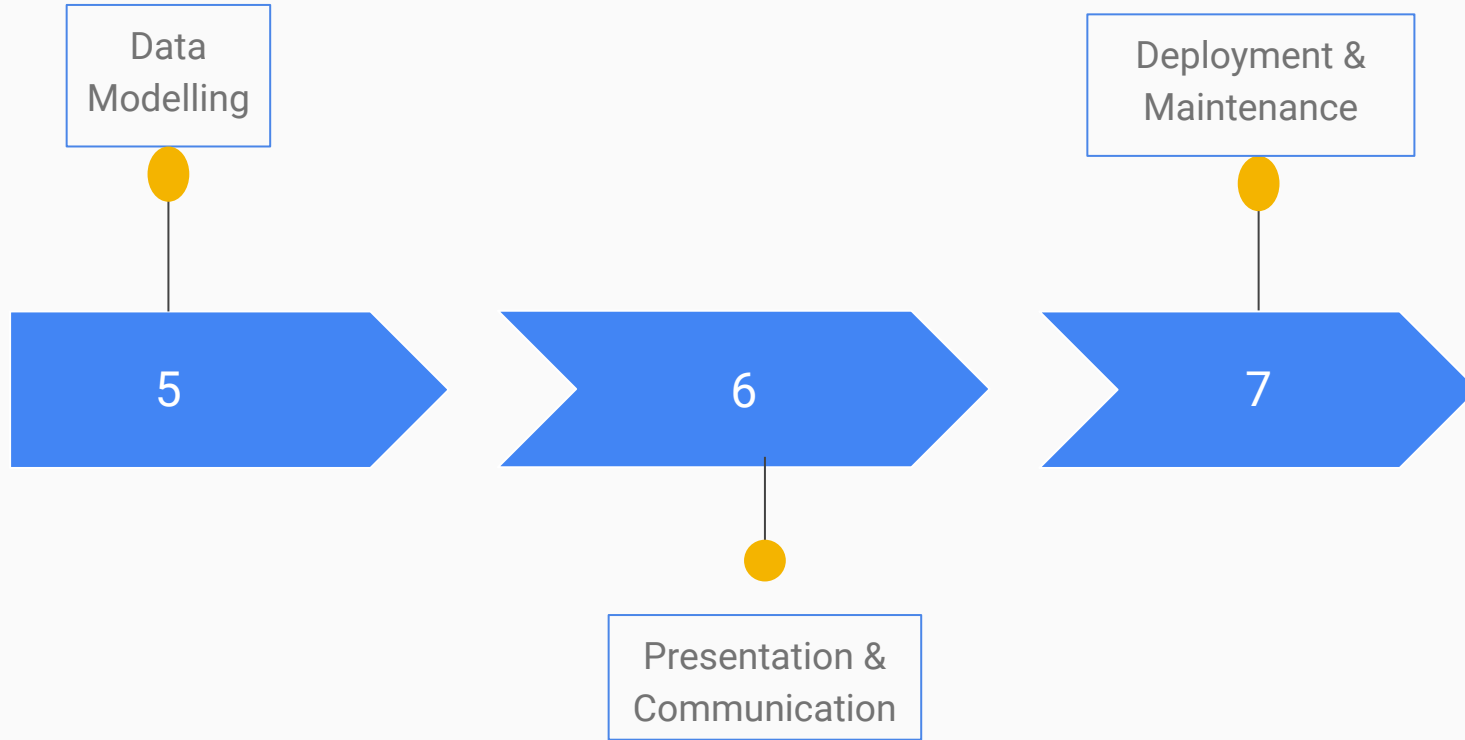 Data
Modelling
Deployment &
Maintenance
5
6
7
Presentation &
Communication